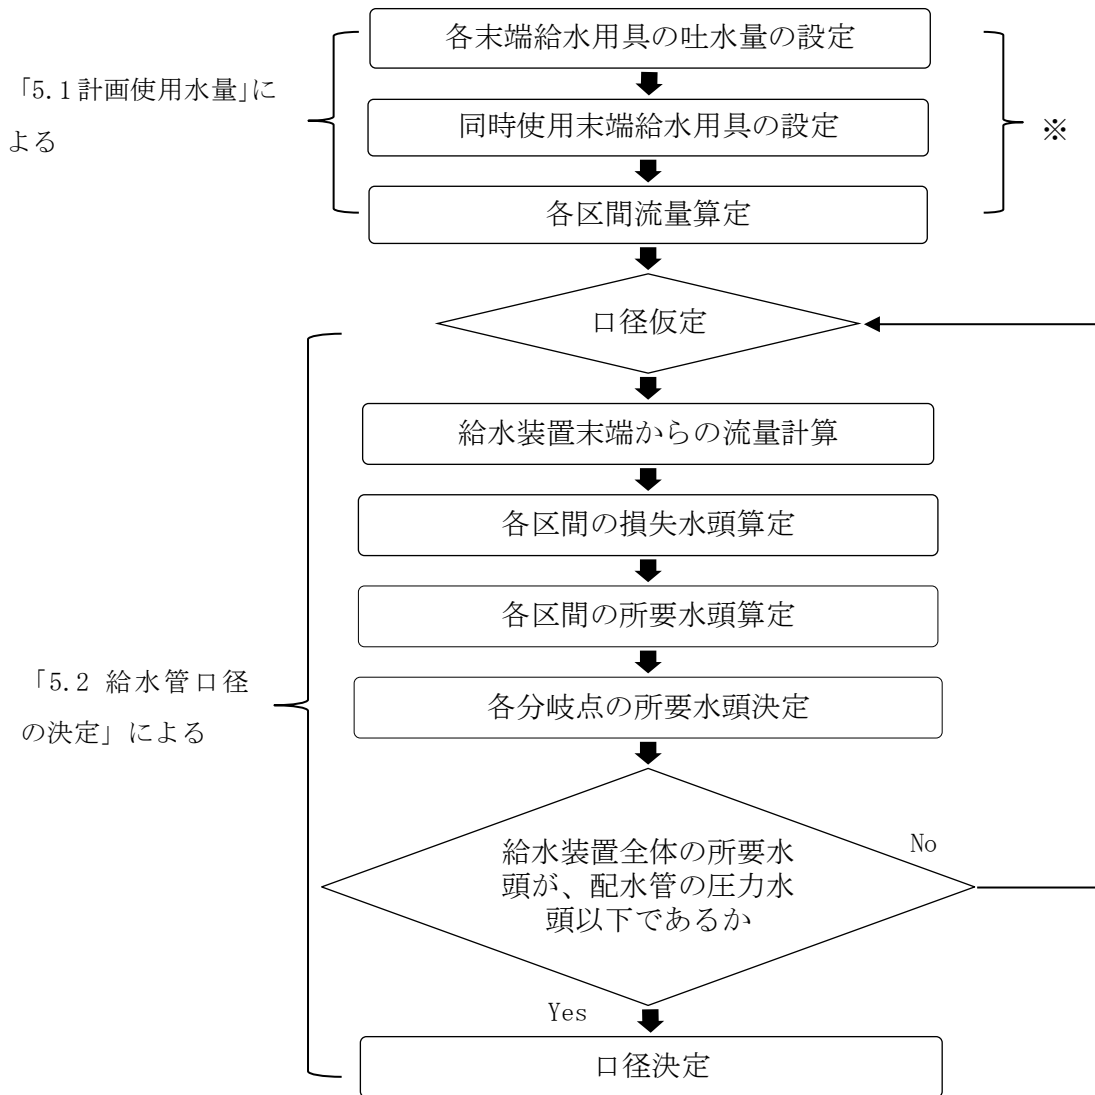 各末端給水用具の吐水量の設定
「5.1計画使用水量」に
よる
同時使用末端給水用具の設定
※
各区間流量算定
口径仮定
給水装置末端からの流量計算
各区間の損失水頭算定
各区間の所要水頭算定
「5.2 給水管口径
の決定」による
各分岐点の所要水頭決定
給水装置全体の所要水
頭が、配水管の圧力水
頭以下であるか
No
Yes
口径決定